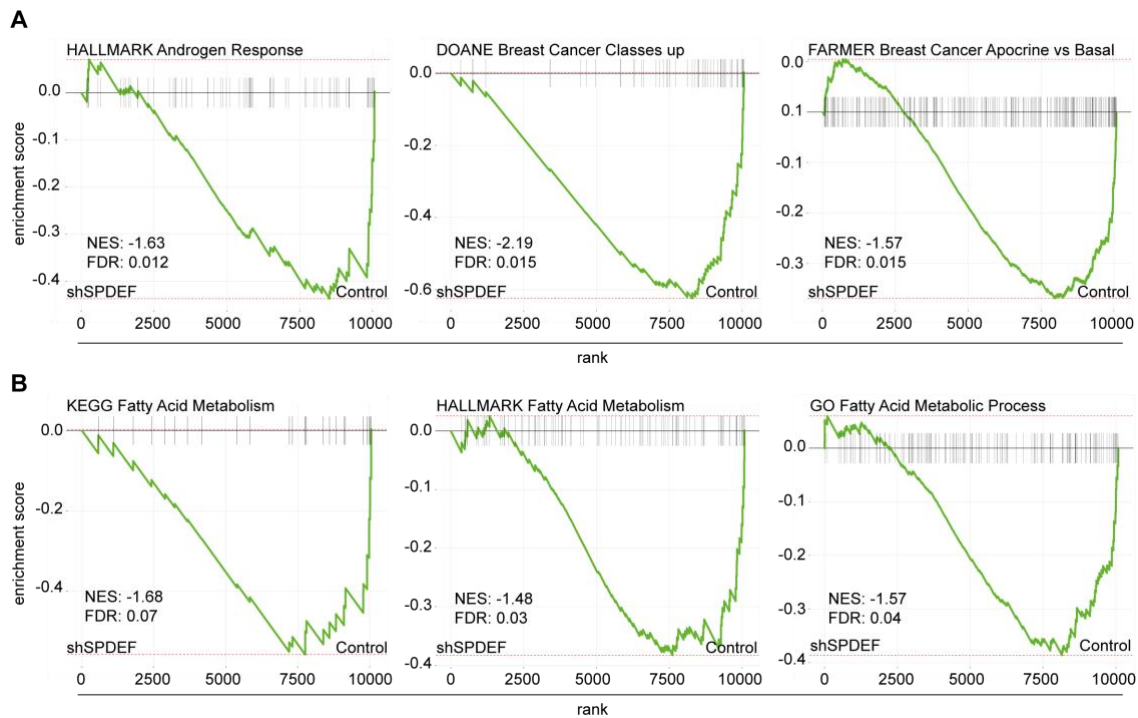 A
HALLMARK Androgen Response
0.0
-0.1
-0.2
-0.3
-0.4
enrichment score
NES: -1.63
FDR: 0.012
shSPDEF
Control
0 2500 5000 7500 10000
DOANE Breast Cancer Classes up
0.0
-0.2
-0.4
-0.6
NES: -2.19
FDR: 0.015
shSPDEF
Control
0 2500 5000 7500 10000
FARMER Breast Cancer Apocrine vs Basal
0.0
0.1
-0.1
-0.2
-0.3
NES: -1.57
FDR: 0.015
shSPDEF
Control
0 2500 5000 7500 10000
rank
B
KEGG Fatty Acid Metabolism
0.0
-0.2
-0.4
enrichment score
NES: -1.68
FDR: 0.07
shSPDEF
Control
0 2500 5000 7500 10000
HALLMARK Fatty Acid Metabolism
0.0
-0.1
-0.2
-0.3
-0.4
NES: -1.48
FDR: 0.03
shSPDEF
Control
0 2500 5000 7500 10000
GO Fatty Acid Metabolic Process
0.0
-0.1
-0.2
-0.3
-0.4
NES: -1.57
FDR: 0.04
shSPDEF
Control
0 2500 5000 7500 10000
rank